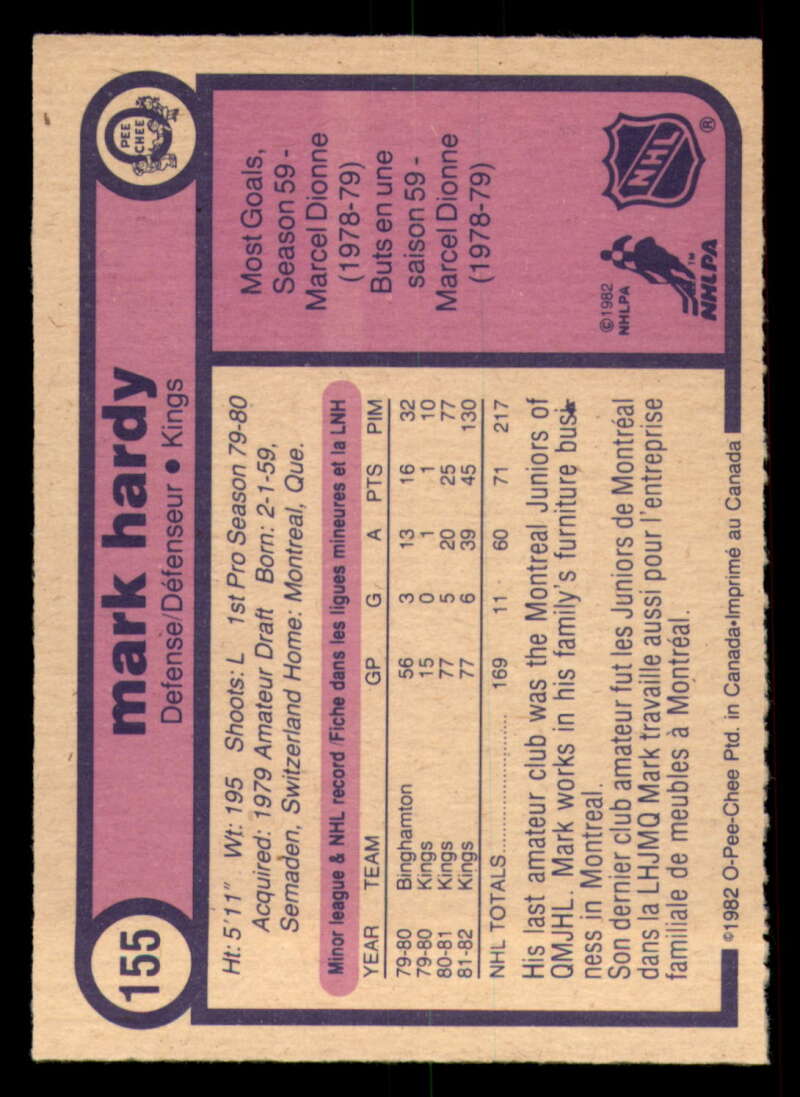 155
mark hardy
Defense/Défenseur • Kings
O PEE CHEE
Ht: 5'11" Wt: 195 Shoots: L 1st Pro Season 79-80
Acquired: 1979 Amateur Draft Born: 2-1-59,
Semaden, Switzerland Home: Montreal, Que.
Minor league & NHL record/Fiche dans les ligues mineures et la LNH
YEAR TEAM GP G A PTS PIM
79-80 Binghamton 56 3 13 16 32
79-80 Kings 15 0 1 1 10
80-81 Kings 77 5 20 25 77
81-82 Kings 77 6 39 45 130
NHL TOTALS 169 11 60 71 217
His last amateur club was the Montreal Juniors of
QMJHL. Mark works in his family's furniture busi-
ness in Montreal.
Son dernier club amateur fut les Juniors de Montréal
dans la LHJMQ Mark travaille aussi pour l'entreprise
familiale de meubles à Montréal.
Most Goals,
Season 59 -
Marcel Dionne
(1978-79)
Buts en une
saison 59 -
Marcel Dionne
(1978-79)
©1982
NHLPA
NHLPA™
NHL®
©1982 O-Pee-Chee Ptd. in Canada•Imprimé au Canada